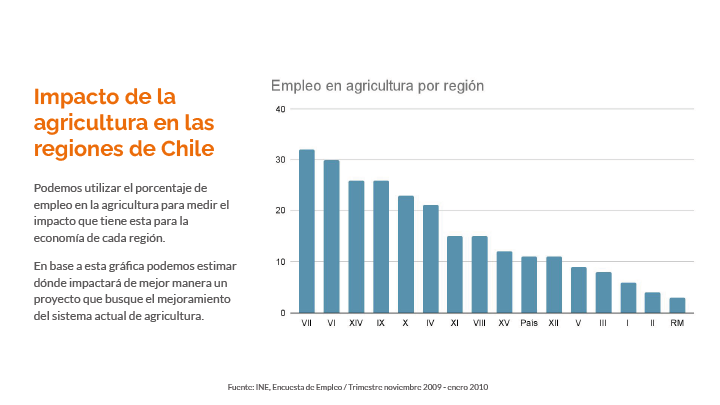 Impacto de la
agricultura en las
regiones de Chile
Podemos utilizar el porcentaje de
empleo en la agricultura para medir el
impacto que tiene esta para la
economía de cada región.
En base a esta gráfica podemos estimar
dónde impactará de mejor manera un
proyecto que busque el mejoramiento
del sistema actual de agricultura.
Empleo en agricultura por región
40
30
20
10
0
VII VI XIV IX X IV XI VIII XV País XII V III I II RM
Fuente: INE, Encuesta de Empleo / Trimestre noviembre 2009 - enero 2010